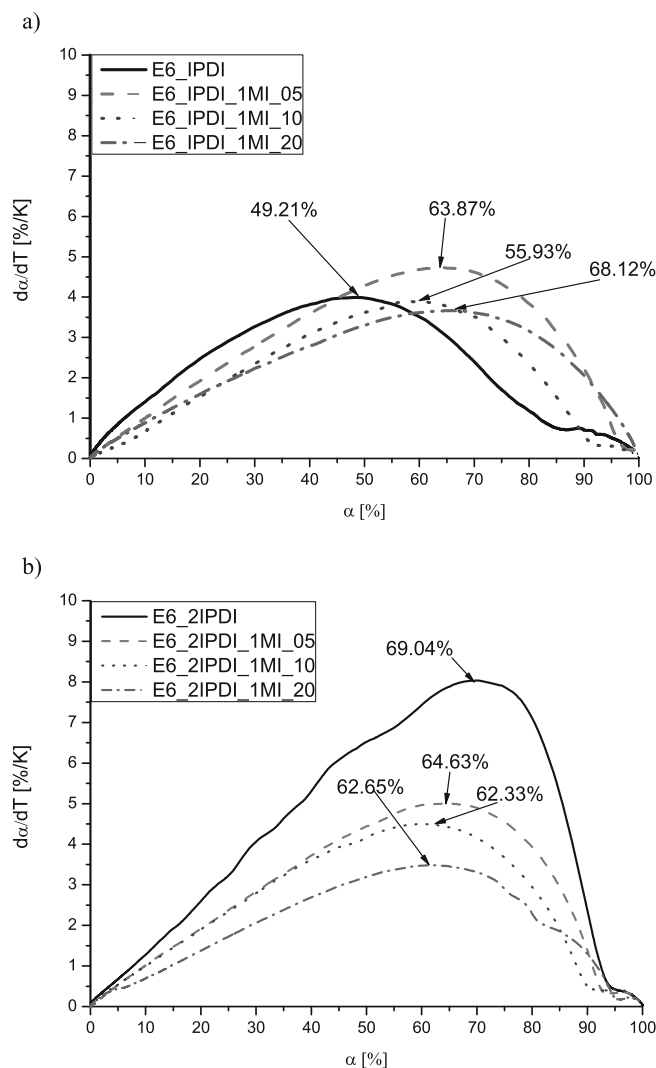 a)
10
9
8
7
6
5
4
3
2
1
0
dα/dT [%/K]
E6_IPDI
E6_IPDI_1MI_05
E6_IPDI_1MI_10
E6_IPDI_1MI_20
49.21%
63.87%
55.93%
68.12%
0 10 20 30 40 50 60 70 80 90 100
α [%]
b)
10
9
8
7
6
5
4
3
2
1
0
dα/dT [%/K]
E6_2IPDI
E6_2IPDI_1MI_05
E6_2IPDI_1MI_10
E6_2IPDI_1MI_20
69.04%
64.63%
62.65%
62.33%
0 10 20 30 40 50 60 70 80 90 100
α [%]